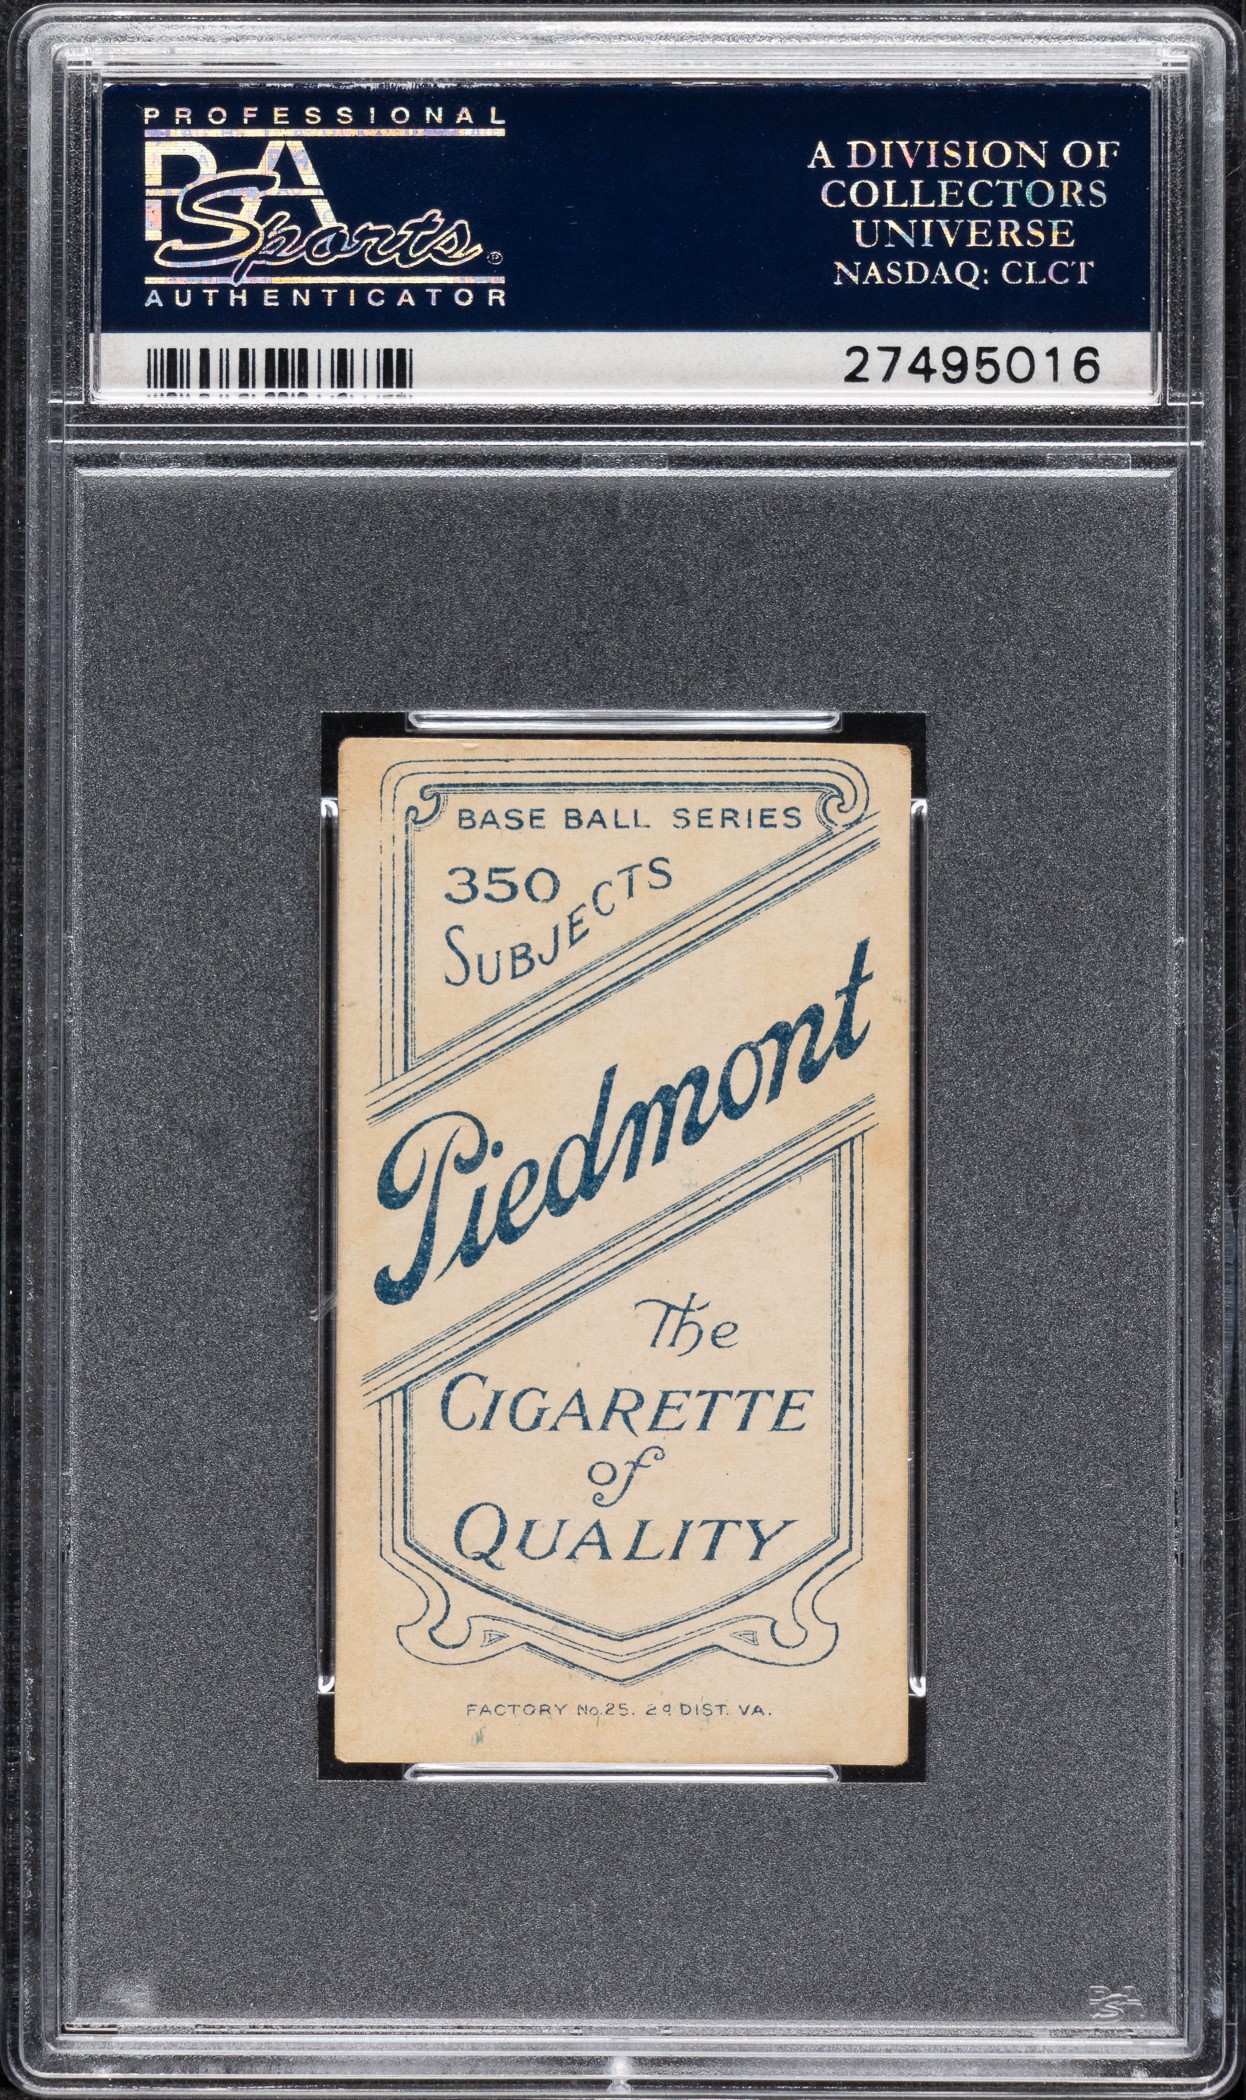 PROFESSIONAL
PSA
Sports
AUTHENTICATOR
A DIVISION OF
COLLECTORS
UNIVERSE
NASDAQ: CLCT
27495016
BASE BALL SERIES
350
SUBJECTS
Piedmont
The
CIGARETTE
of
QUALITY
FACTORY No. 25. 2d DIST. VA.